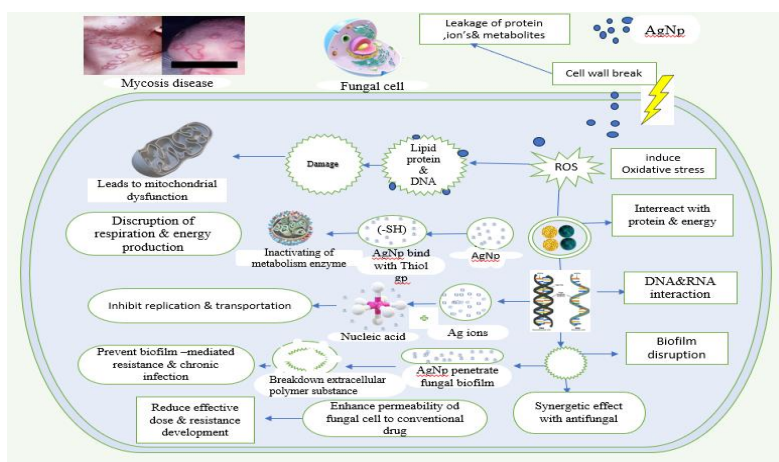 Leakage of protein
,ion's& metabolites
AgNp
Mycosis disease
Fungal cell
Cell wall break
Lipid
protein
&
DNA
Damage
ROS
induce
Oxidative stress
Leads to mitochondrial
dysfunction
Discruption of
respiration & energy
production
Inactivating of
metabolism enzyme
(-SH)
AgNp bind
with Thiol
gp
AgNp
Interreact with
protein & energy
DNA&RNA
interaction
Inhibit replication & transportation
Nucleic acid
+
Ag ions
Biofilm
disruption
Prevent biofilm –mediated
resistance & chronic
infection
Breakdown extracellular
polymer substance
AgNp penetrate
fungal biofilm
Reduce effective
dose & resistance
development
Enhance permeability od
fungal cell to conventional
drug
Synergetic effect
with antifungal